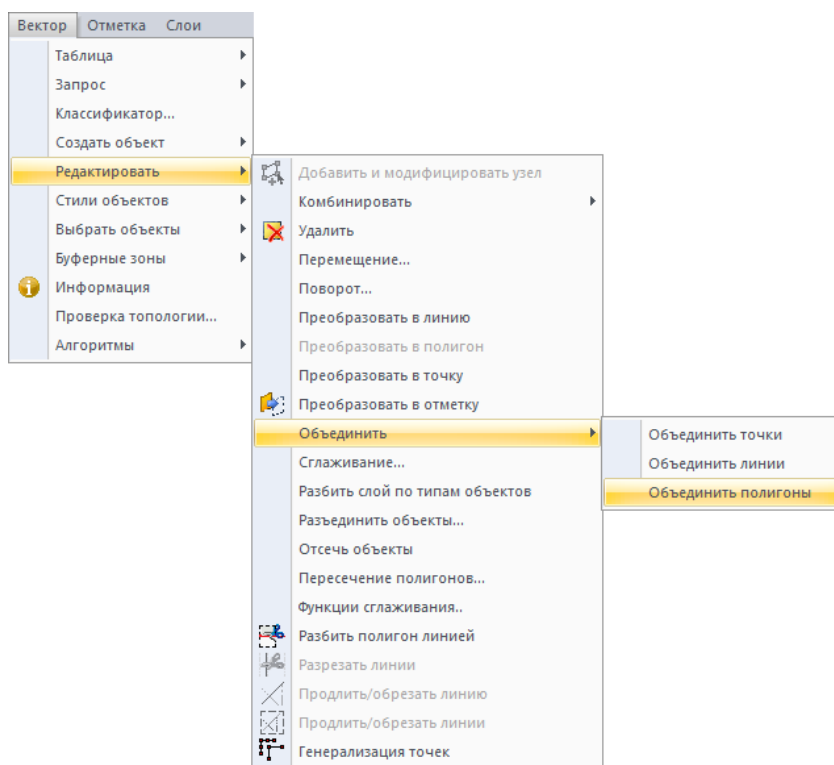 Вектор Отметка Слои
Таблица
Запрос
Классификатор...
Создать объект
Редактировать
Стили объектов
Выбрать объекты
Буферные зоны
Информация
Проверка топологии...
Алгоритмы
Добавить и модифицировать узел
Комбинировать
Удалить
Перемещение...
Поворот...
Преобразовать в линию
Преобразовать в полигон
Преобразовать в точку
Преобразовать в отметку
Объединить
Сглаживание...
Разбить слой по типам объектов
Разъединить объекты...
Отсечь объекты
Пересечение полигонов...
Функции сглаживания..
Разбить полигон линией
Разрезать линии
Продлить/обрезать линию
Продлить/обрезать линии
Генерализация точек
Объединить точки
Объединить линии
Объединить полигоны